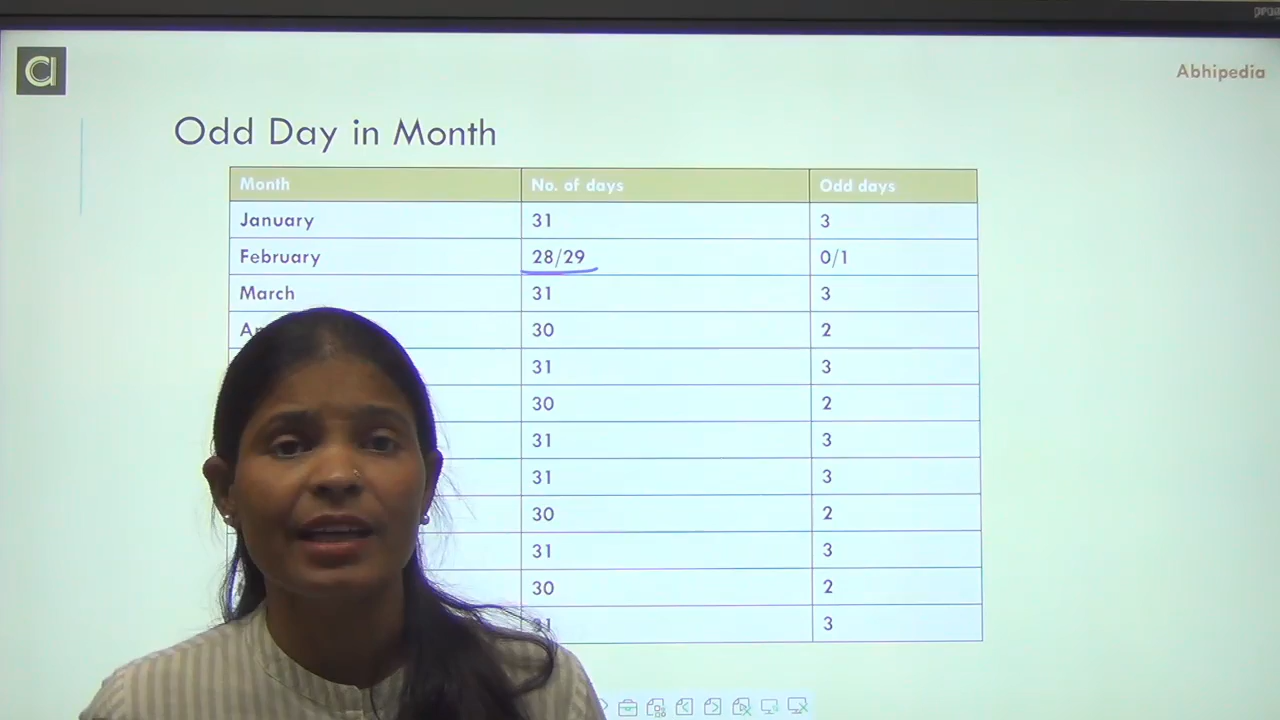 Abhipedia
Odd Day in Month
Month No. of days Odd days
January 31 3
February 28/29 0/1
March 31 3
30 2
31 3
30 2
31 3
31 3
30 2
31 3
30 2
31 3